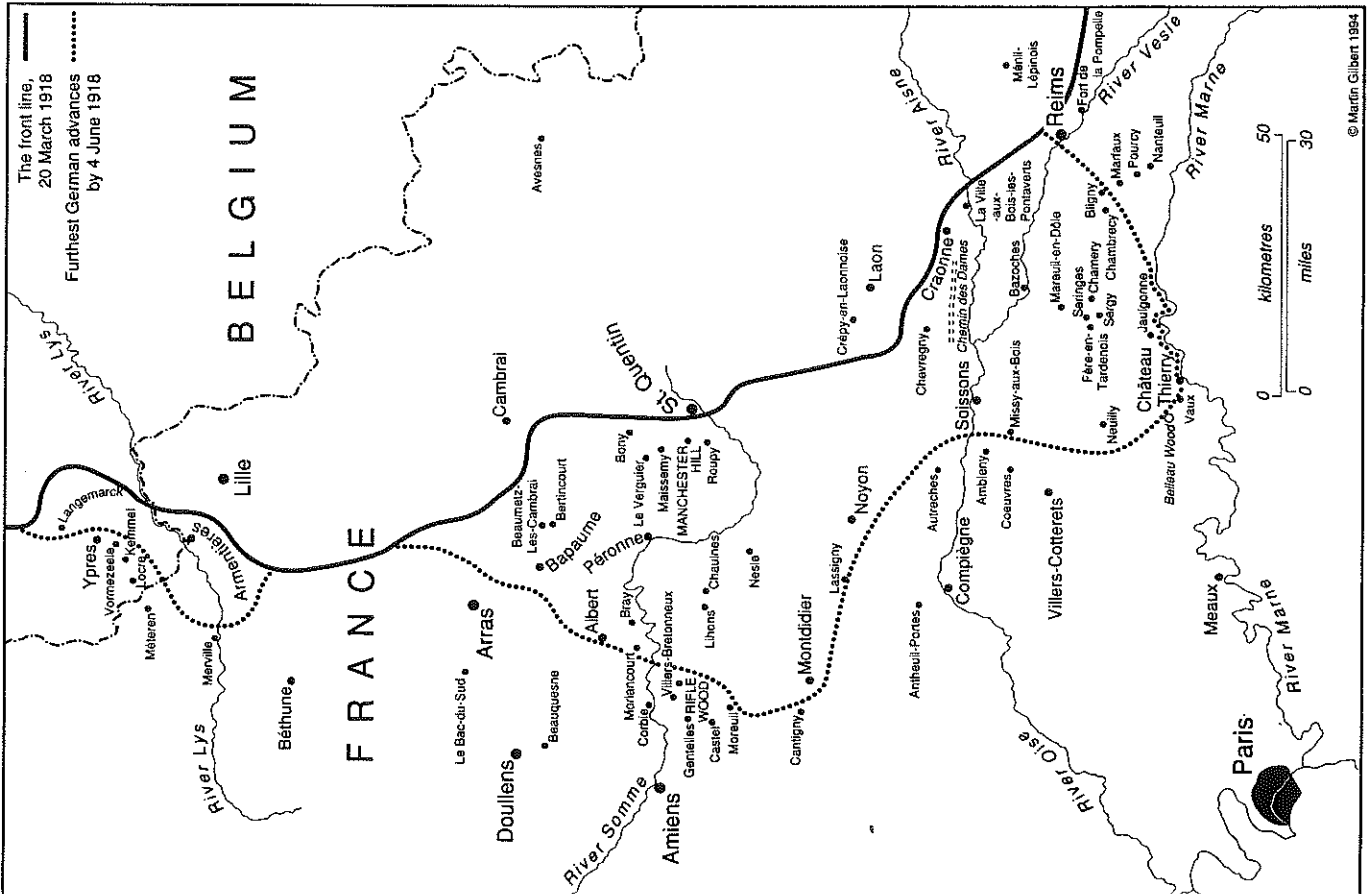 The front line,
20 March 1918
Furthest German advances
by 4 June 1918
BELGIUM
FRANCE
River Lys
Langemarck
Ypres
Vormezeele
Kemmel
Locre
Méteren
Armentières
Lille
Merville
River Lys
Béthune
Avesnes
Cambrai
Beaumetz-
Les-Cambrai
Bertincourt
Bapaume
Arras
Le Bac-du-Sud
Beauquesne
Doullens
St. Quentin
Bony
Le Verguier
Maissemy
MANCHESTER
HILL
Roupy
Péronne
Albert
Bray
Morlancourt
Corbie
Villers-Bretonneux
Gentelles
RIFLE
WOOD
Castel
Moreuil
Lihons
Chaulnes
Nesle
River Somme
Amiens
Montdidier
Cantigny
Lassigny
Noyon
Crépy-en-Laonnoise
Laon
Chevregny
Craonne
Chemin des Dames
River Aisne
La Ville-
aux-
Bois-les-
Pontaverts
Soissons
Bazoches
Missy-aux-Bois
Autreches
Ambleny
Coeuvres
Compiègne
Antheuil-Portes
Villers-Cotterets
River Oise
Ménil-
Lépinois
Reims
Fort de
la Pompelle
River Vesle
Mareuil-en-Dôle
Seringes
Chamery
Fère-en-
Tardenois
Sergy
Chambrecy
Bligny
Marfaux
Pourcy
Nanteuil
River Marne
Jaulgonne
Château
Thierry
Neuilly
Belleau Wood
Vaux
Meaux
River Marne
Paris
0 kilometres 50
0 miles 30
© Martin Gilbert 1994